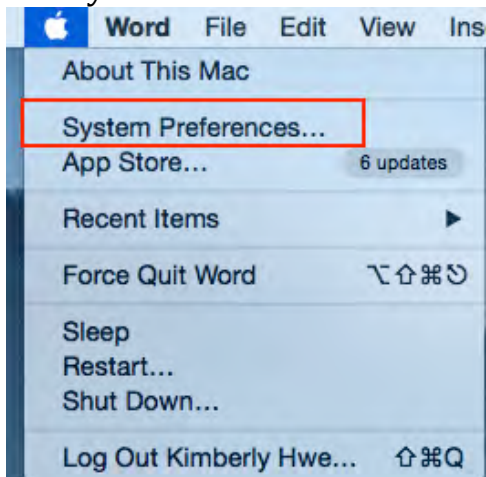 Word File Edit View Ins
About This Mac
System Preferences...
App Store... 6 updates
Recent Items ▶
Force Quit Word ⌥⇧⌘⎋
Sleep
Restart...
Shut Down...
Log Out Kimberly Hwe... ⇧⌘Q